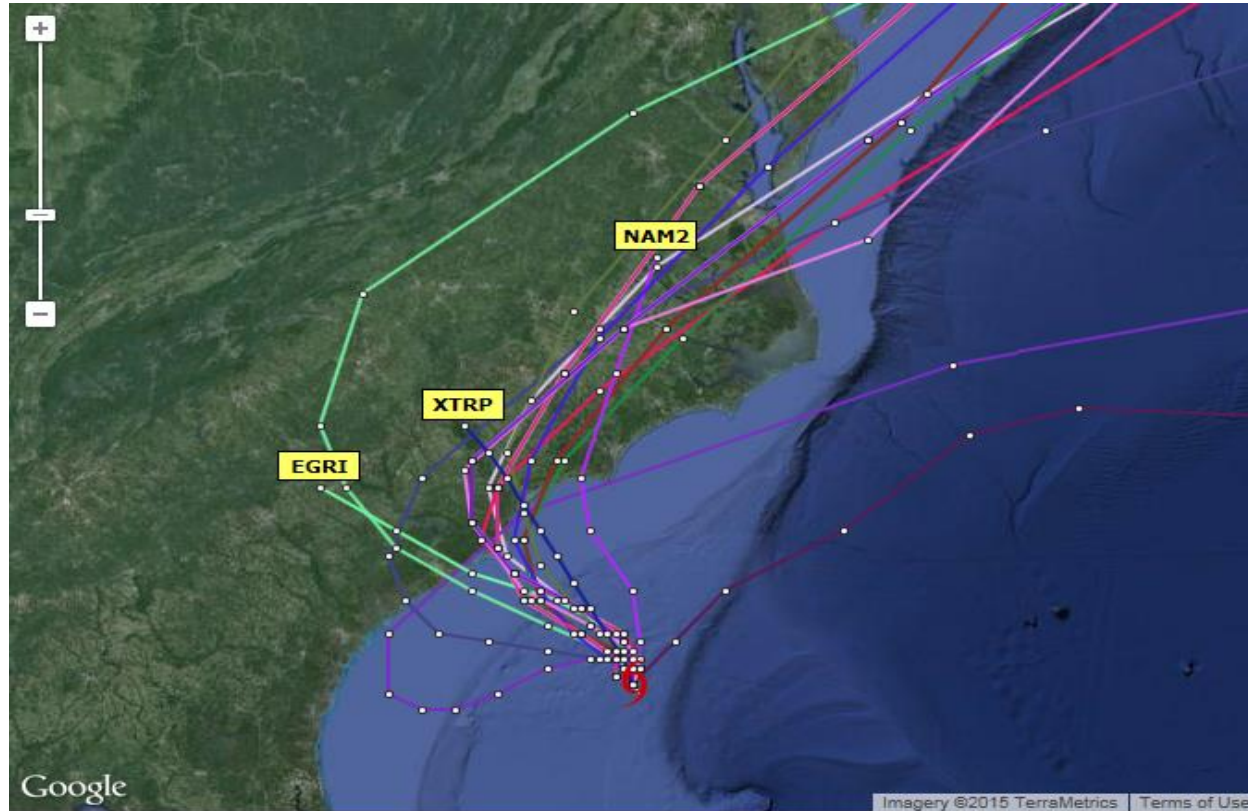 +
−
NAM2
XTRP
EGRI
Google
Imagery ©2015 TerraMetrics
Terms of Use